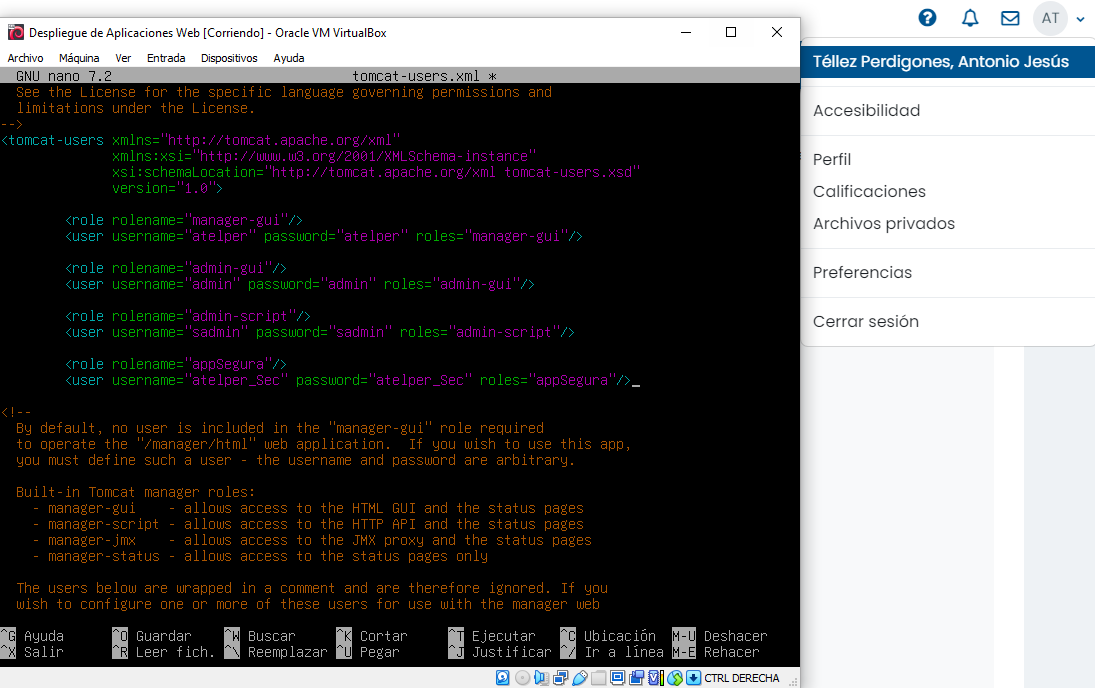 Despliegue de Aplicaciones Web [Corriendo] - Oracle VM VirtualBox
Archivo Máquina Ver Entrada Dispositivos Ayuda
GNU nano 7.2 tomcat-users.xml *
See the License for the specific language governing permissions and
limitations under the License.
-->
<tomcat-users xmlns="http://tomcat.apache.org/xml"
xmlns:xsi="http://www.w3.org/2001/XMLSchema-instance"
xsi:schemaLocation="http://tomcat.apache.org/xml tomcat-users.xsd"
version="1.0">
<role rolename="manager-gui"/>
<user username="atelper" password="atelper" roles="manager-gui"/>
<role rolename="admin-gui"/>
<user username="admin" password="admin" roles="admin-gui"/>
<role rolename="admin-script"/>
<user username="sadmin" password="sadmin" roles="admin-script"/>
<role rolename="appSegura"/>
<user username="atelper_Sec" password="atelper_Sec" roles="appSegura"/>
<!--
By default, no user is included in the "manager-gui" role required
to operate the "/manager/html" web application.  If you wish to use this app,
you must define such a user - the username and password are arbitrary.
Built-in Tomcat manager roles:
- manager-gui    - allows access to the HTML GUI and the status pages
- manager-script - allows access to the HTTP API and the status pages
- manager-jmx    - allows access to the JMX proxy and the status pages
- manager-status - allows access to the status pages only
The users below are wrapped in a comment and are therefore ignored. If you
wish to configure one or more of these users for use with the manager web
^G Ayuda ^O Guardar ^W Buscar ^K Cortar ^T Ejecutar ^C Ubicación M-U Deshacer
^X Salir ^R Leer fich. ^\ Reemplazar ^U Pegar ^J Justificar ^/ Ir a línea M-E Rehacer
CTRL DERECHA
AT
Téllez Perdigones, Antonio Jesús
Accesibilidad
Perfil
Calificaciones
Archivos privados
Preferencias
Cerrar sesión